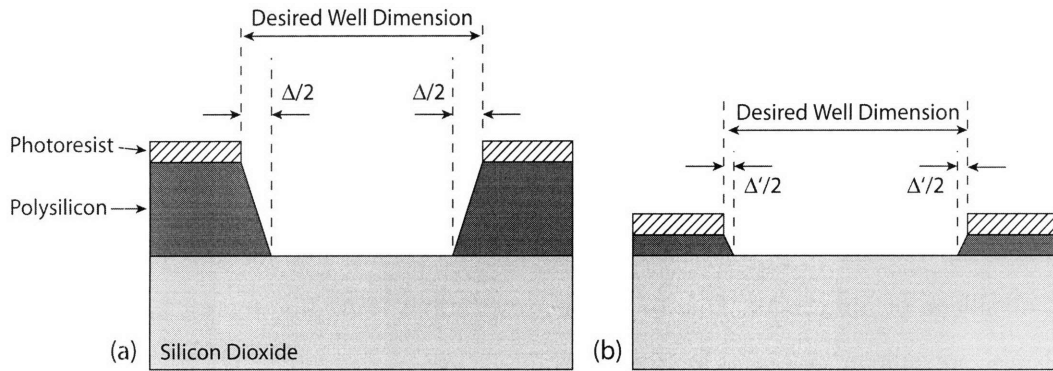 Desired Well Dimension
Δ/2 Δ/2
Photoresist
Polysilicon
(a) Silicon Dioxide
Desired Well Dimension
Δ'/2 Δ'/2
(b)